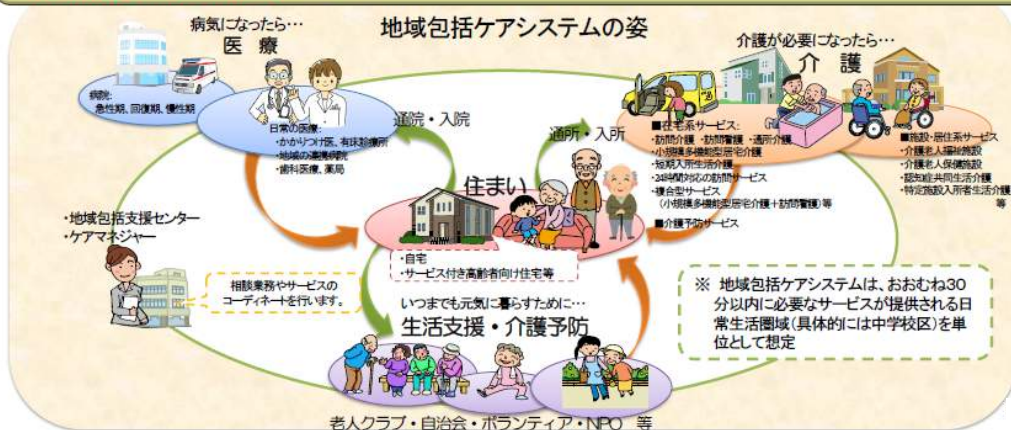 地域包括ケアシステムの姿
病気になったら…
医 療
病院:
急性期、回復期、慢性期
日常の医療:
・かかりつけ医、有床診療所
・地域の連携病院
・歯科医療、薬局
通院・入院
通所・入所
介護が必要になったら…
介 護
■在宅系サービス:
・訪問介護 ・訪問看護 ・通所介護
・小規模多機能型居宅介護
・短期入所生活介護
・24時間対応の訪問サービス
・複合型サービス
(小規模多機能型居宅介護+訪問看護)等
■介護予防サービス
■施設・居住系サービス
・介護老人福祉施設
・介護老人保健施設
・認知症共同生活介護
・特定施設入所者生活介護
等
住まい
・自宅
・サービス付き高齢者向け住宅等
・地域包括支援センター
・ケアマネジャー
相談業務やサービスの
コーディネートを行います。
いつまでも元気に暮らすために…
生活支援・介護予防
老人クラブ・自治会・ボランティア・NPO 等
※ 地域包括ケアシステムは、おおむね30
分以内に必要なサービスが提供される日
常生活圏域(具体的には中学校区)を単
位として想定